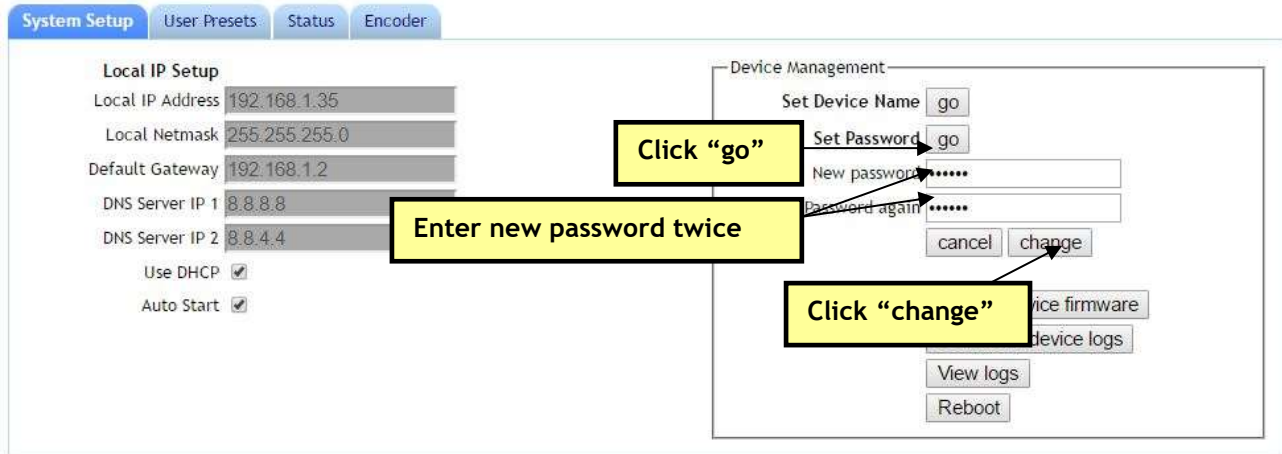 System Setup User Presets Status Encoder
Local IP Setup
Local IP Address 192.168.1.35
Local Netmask 255.255.255.0
Default Gateway 192.168.1.2
DNS Server IP 1 8.8.8.8
DNS Server IP 2 8.8.4.4
Use DHCP
Auto Start
Device Management
Set Device Name go
Set Password go
Click “go”
New password ••••••
Password again ••••••
Enter new password twice
cancel change
Click “change”
firmware
device logs
View logs
Reboot